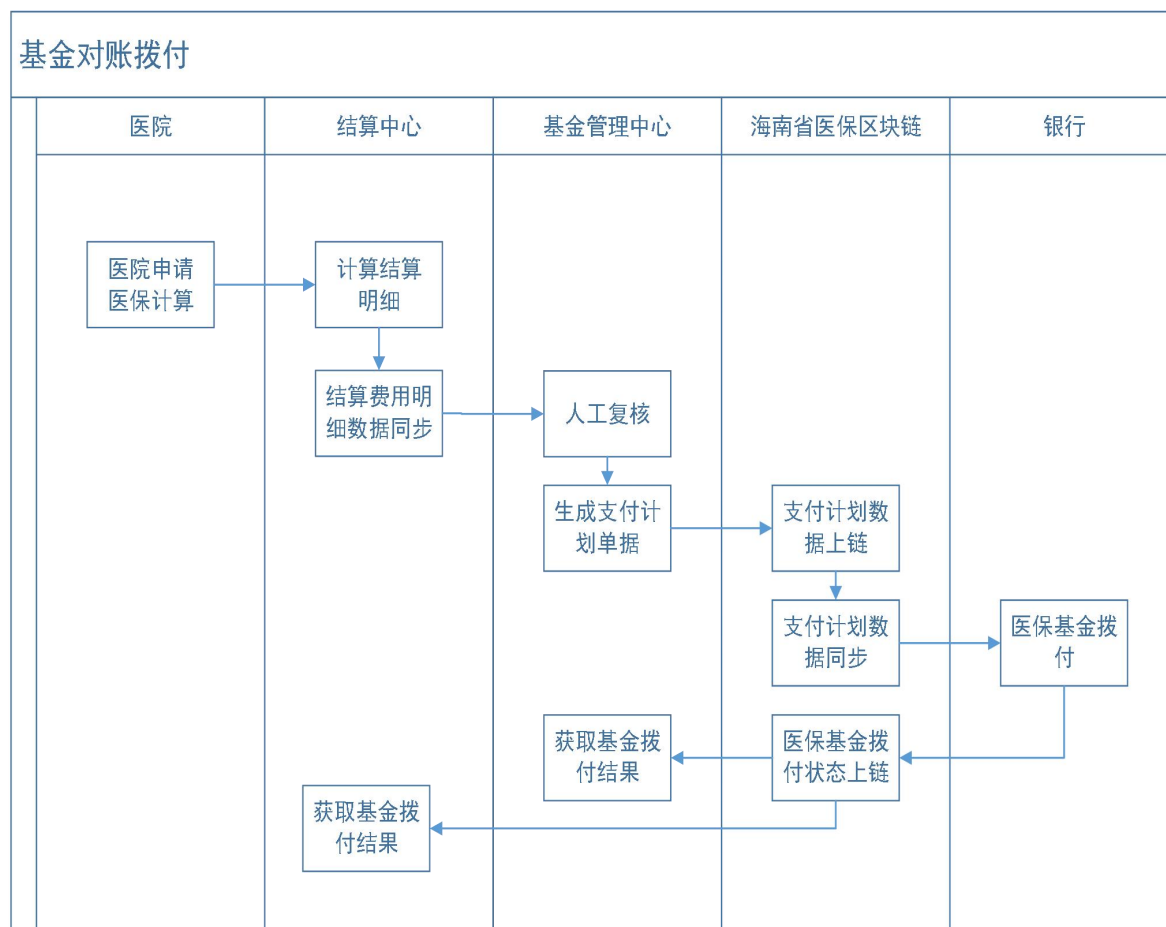 基金对账拨付
医院
结算中心
基金管理中心
海南省医保区块链
银行
医院申请
医保计算
计算结算
明细
结算费用明
细数据同步
人工复核
生成支付计
划单据
支付计划数
据上链
支付计划数
据同步
医保基金拨
付
获取基金拨
付结果
医保基金拨
付状态上链
获取基金拨
付结果